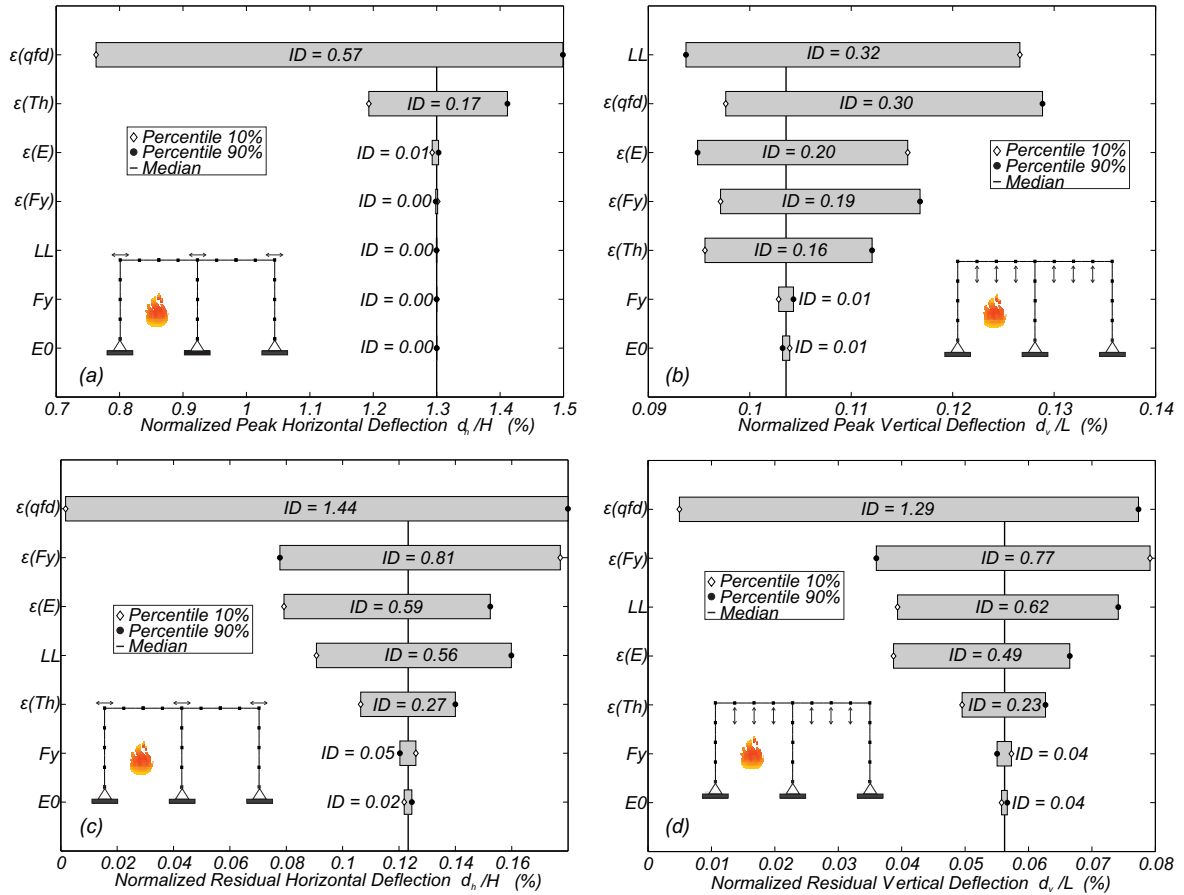 ε(qfd)
ID = 0.57
ε(Th)
ID = 0.17
Percentile 10%
Percentile 90%
Median
ε(E)
ID = 0.01
ε(Fy)
ID = 0.00
LL
ID = 0.00
Fy
ID = 0.00
E0
ID = 0.00
(a)
0.7 0.8 0.9 1 1.1 1.2 1.3 1.4 1.5
Normalized Peak Horizontal Deflection d_h/H (%)
LL
ID = 0.32
ε(qfd)
ID = 0.30
ε(E)
ID = 0.20
Percentile 10%
Percentile 90%
Median
ε(Fy)
ID = 0.19
ε(Th)
ID = 0.16
Fy
ID = 0.01
E0
ID = 0.01
(b)
0.09 0.1 0.11 0.12 0.13 0.14
Normalized Peak Vertical Deflection d_v/L (%)
ε(qfd)
ID = 1.44
ε(Fy)
ID = 0.81
ε(E)
ID = 0.59
Percentile 10%
Percentile 90%
Median
LL
ID = 0.56
ε(Th)
ID = 0.27
Fy
ID = 0.05
E0
ID = 0.02
(c)
0 0.02 0.04 0.06 0.08 0.1 0.12 0.14 0.16
Normalized Residual Horizontal Deflection d_h/H (%)
ε(qfd)
ID = 1.29
ε(Fy)
ID = 0.77
Percentile 10%
Percentile 90%
Median
LL
ID = 0.62
ε(E)
ID = 0.49
ε(Th)
ID = 0.23
Fy
ID = 0.04
E0
ID = 0.04
(d)
0 0.01 0.02 0.03 0.04 0.05 0.06 0.07 0.08
Normalized Residual Vertical Deflection d_v/L (%)